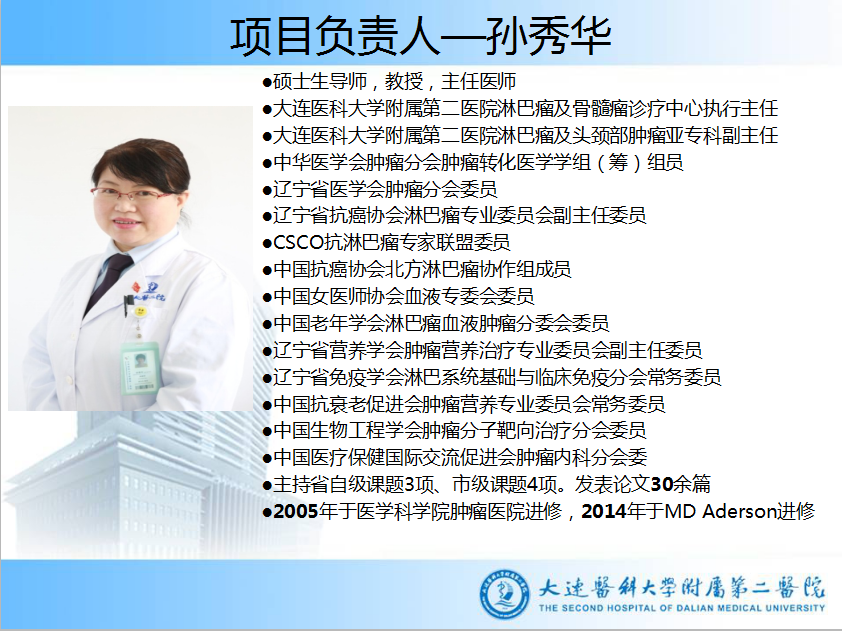 项目负责人—孙秀华
●硕士生导师，教授，主任医师
●大连医科大学附属第二医院淋巴瘤及骨髓瘤诊疗中心执行主任
●大连医科大学附属第二医院淋巴瘤及头颈部肿瘤亚专科副主任
●中华医学会肿瘤分会肿瘤转化医学学组（筹）组员
●辽宁省医学会肿瘤分会委员
●辽宁省抗癌协会淋巴瘤专业委员会副主任委员
●CSCO抗淋巴瘤专家联盟委员
●中国抗癌协会北方淋巴瘤协作组成员
●中国女医师协会血液专委会委员
●中国老年学会淋巴瘤血液肿瘤分委会委员
●辽宁省营养学会肿瘤营养治疗专业委员会副主任委员
●辽宁省免疫学会淋巴系统基础与临床免疫分会常务委员
●中国抗衰老促进会肿瘤营养专业委员会常务委员
●中国生物工程学会肿瘤分子靶向治疗分会委员
●中国医疗保健国际交流促进会肿瘤内科分会委
●主持省自级课题3项、市级课题4项。发表论文30余篇
●2005年于医学科学院肿瘤医院进修，2014年于MD Aderson进修
大连醫科大學附属第二醫院
THE SECOND HOSPITAL OF DALIAN MEDICAL UNIVERSITY